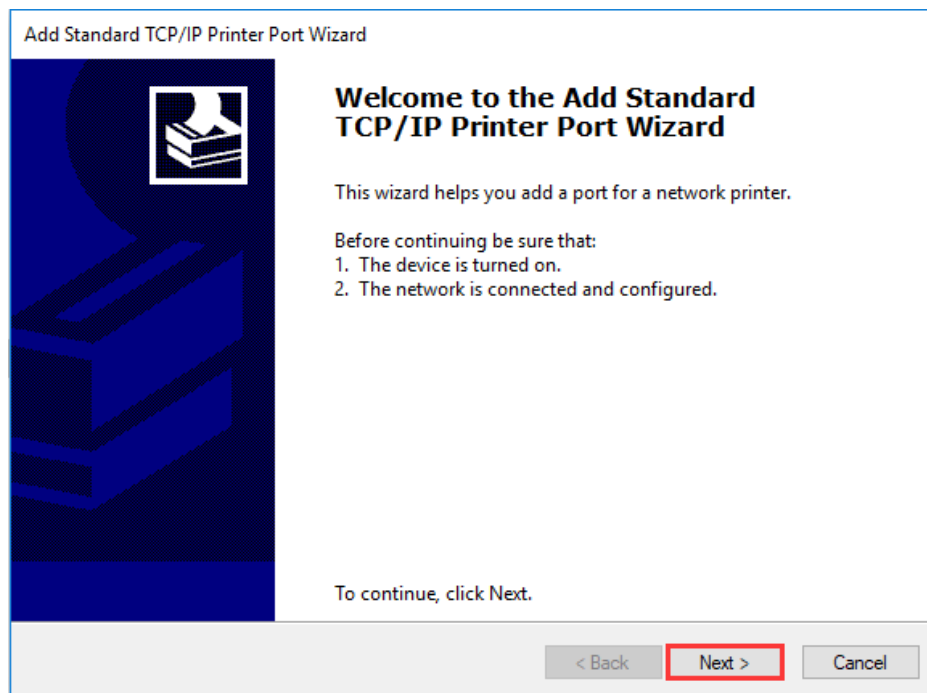 Add Standard TCP/IP Printer Port Wizard
Welcome to the Add Standard
TCP/IP Printer Port Wizard
This wizard helps you add a port for a network printer.
Before continuing be sure that:
1. The device is turned on.
2. The network is connected and configured.
To continue, click Next.
< Back Next > Cancel